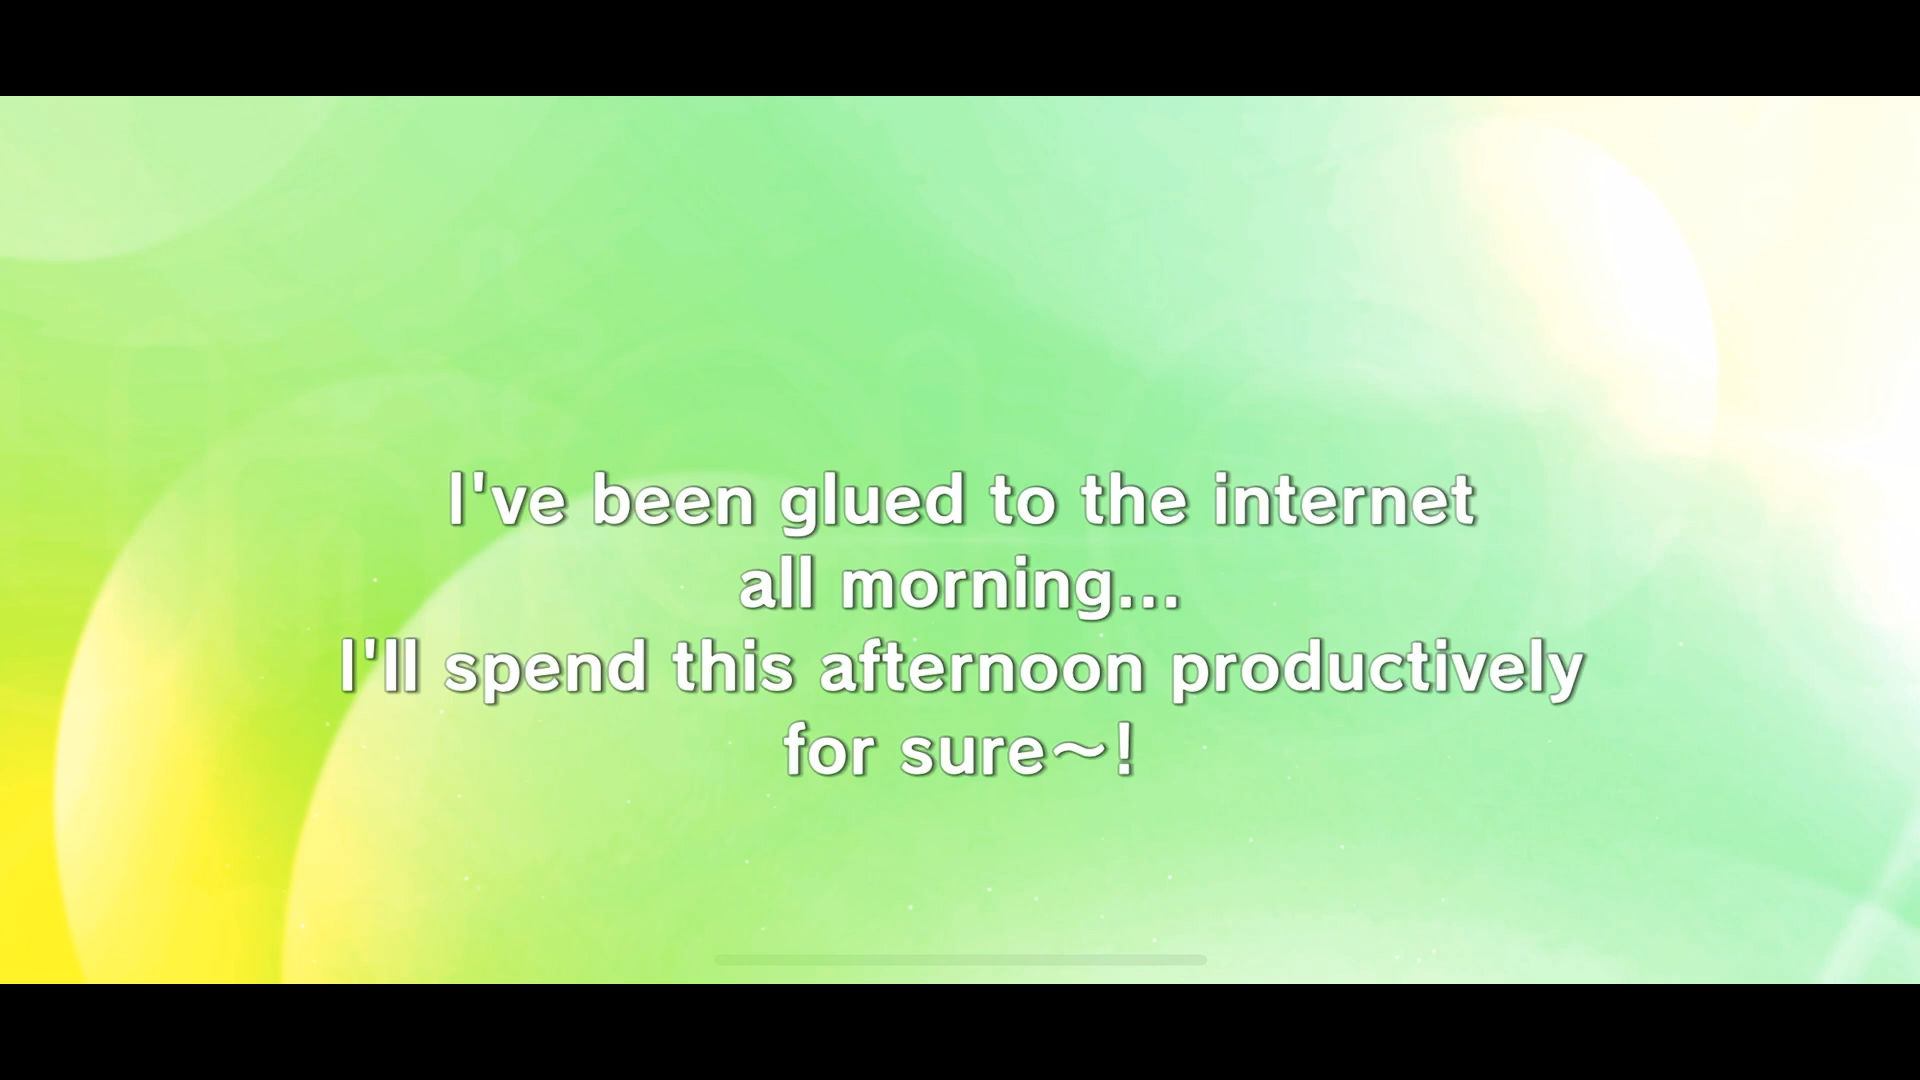 I've been glued to the internet
all morning...
I'll spend this afternoon productively
for sure～!